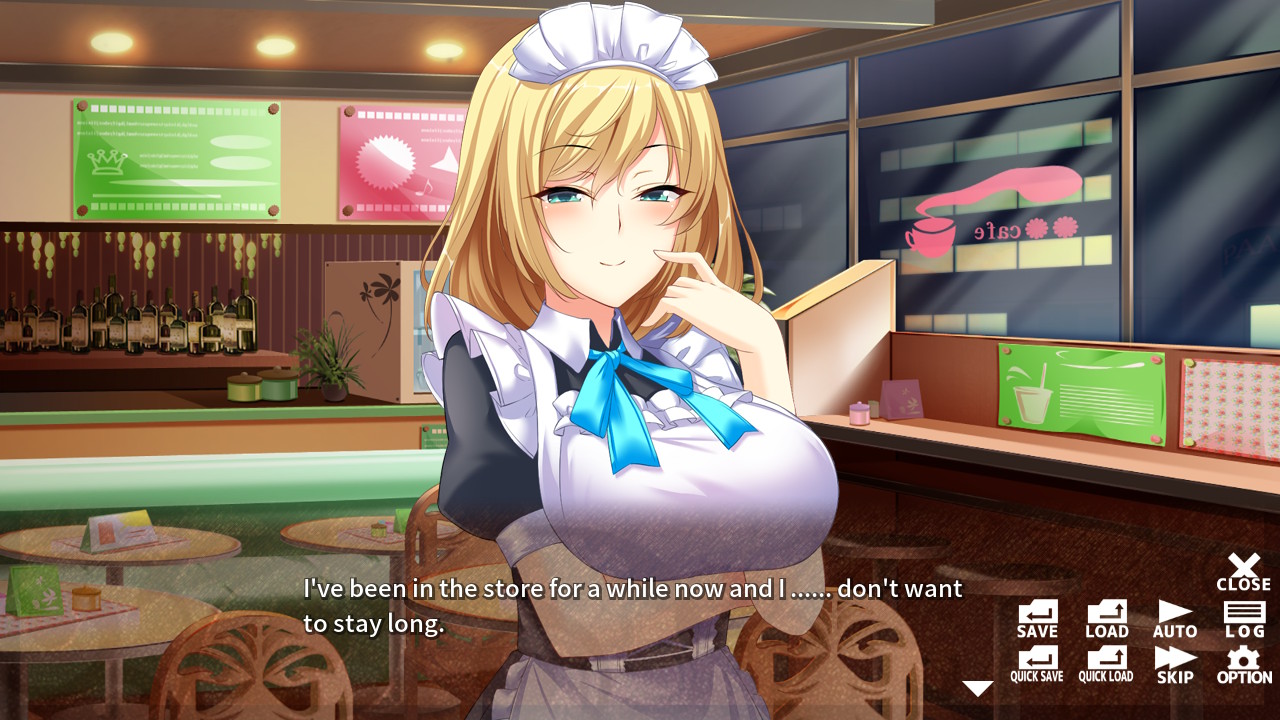 cafe
I've been in the store for a while now and I ...... don't want
to stay long.
CLOSE
SAVE
LOAD
AUTO
LOG
QUICK SAVE
QUICK LOAD
SKIP
OPTION